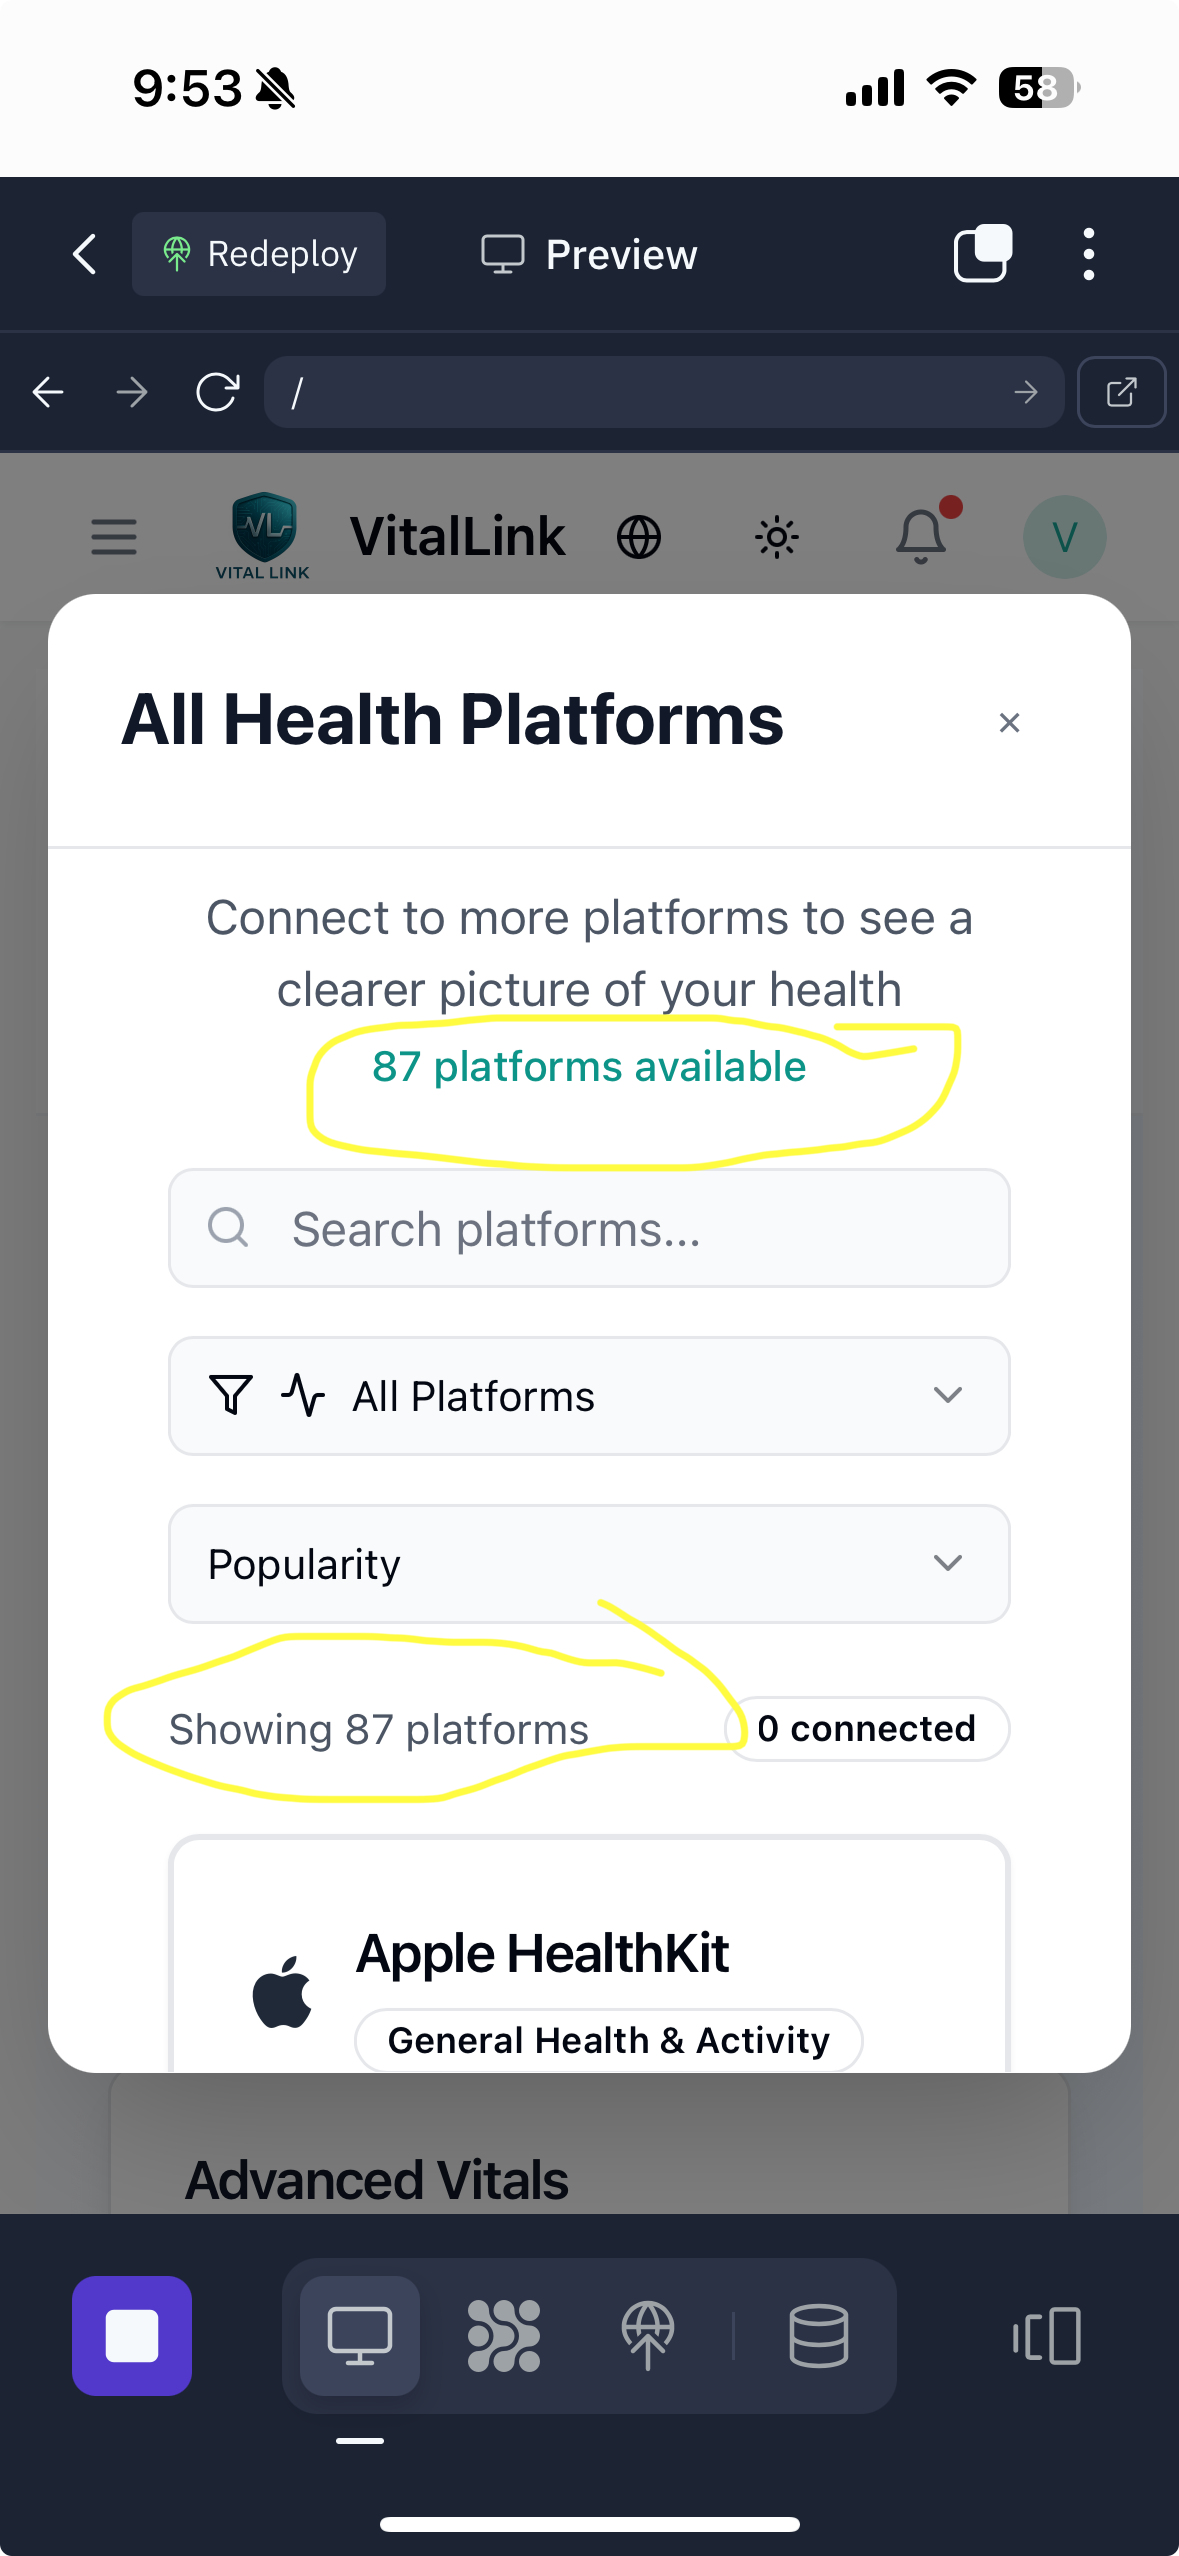 9:53
58
Redeploy
Preview
/
VL
VITAL LINK
VitalLink
V
All Health Platforms
×
Connect to more platforms to see a
clearer picture of your health
87 platforms available
Search platforms...
All Platforms
Popularity
Showing 87 platforms
0 connected
Apple HealthKit
General Health & Activity
Advanced Vitals